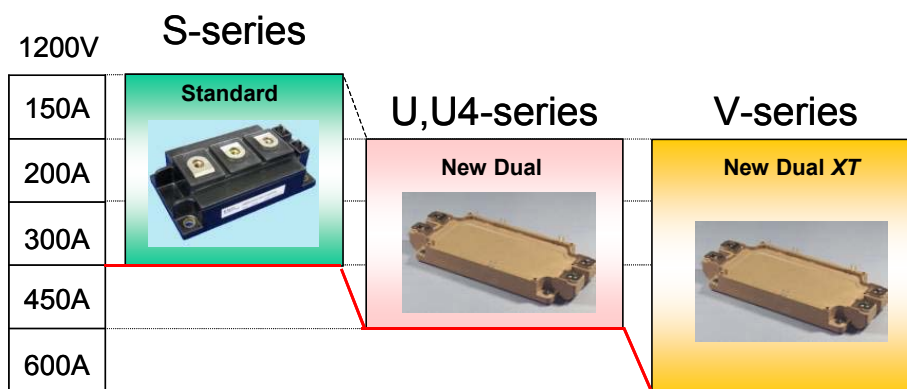 S-series
1200V
Standard
150A
U,U4-series
V-series
200A
New Dual
New Dual XT
300A
450A
600A